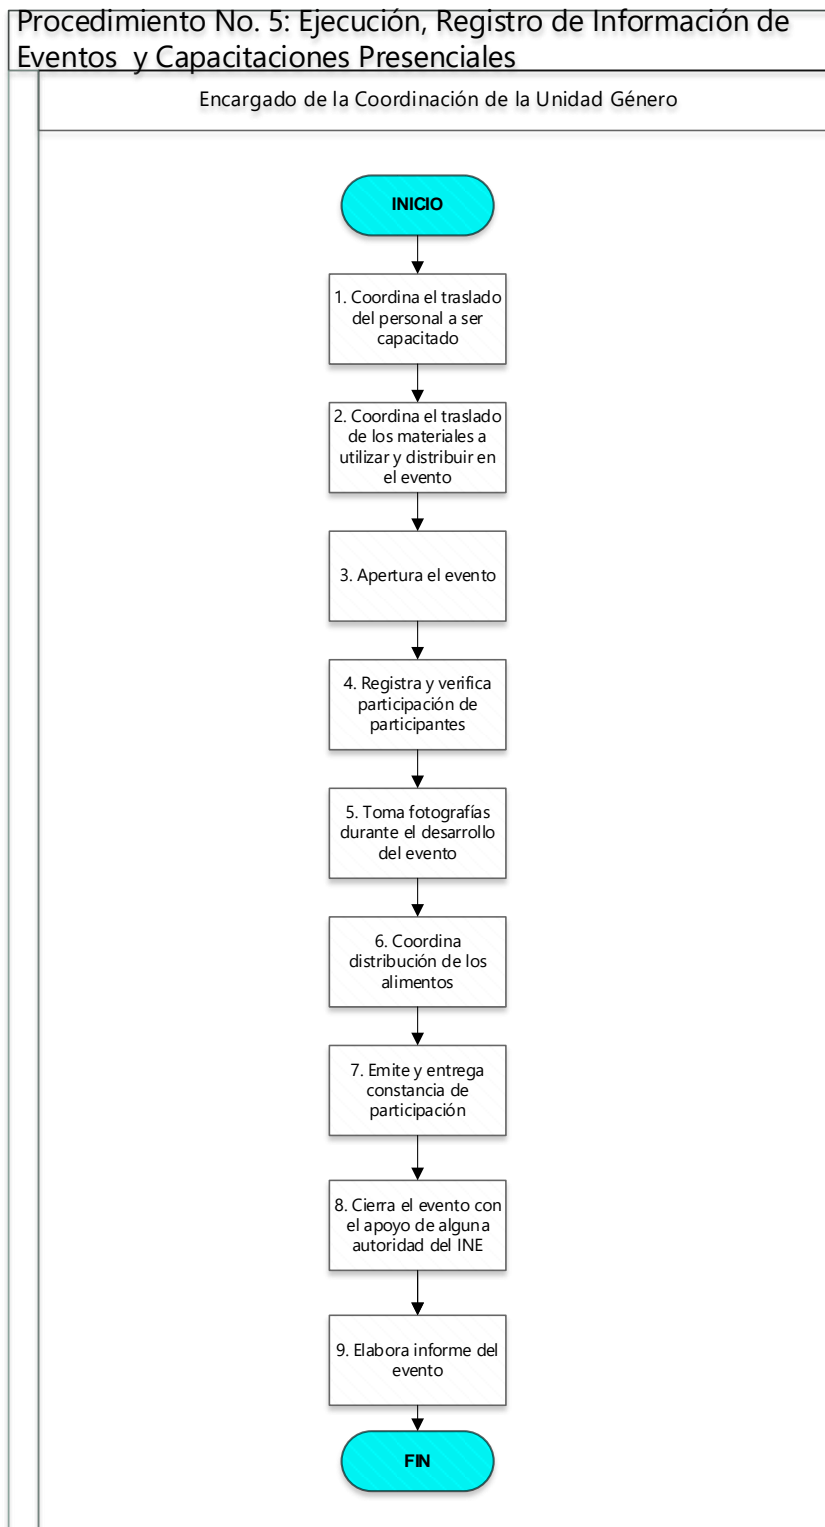 Procedimiento No. 5: Ejecución, Registro de Información de
Eventos y Capacitaciones Presenciales
Encargado de la Coordinación de la Unidad Género
INICIO
1. Coordina el traslado
del personal a ser
capacitado
2. Coordina el traslado
de los materiales a
utilizar y distribuir en
el evento
3. Apertura el evento
4. Registra y verifica
participación de
participantes
5. Toma fotografías
durante el desarrollo
del evento
6. Coordina
distribución de los
alimentos
7. Emite y entrega
constancia de
participación
8. Cierra el evento con
el apoyo de alguna
autoridad del INE
9. Elabora informe del
evento
FIN